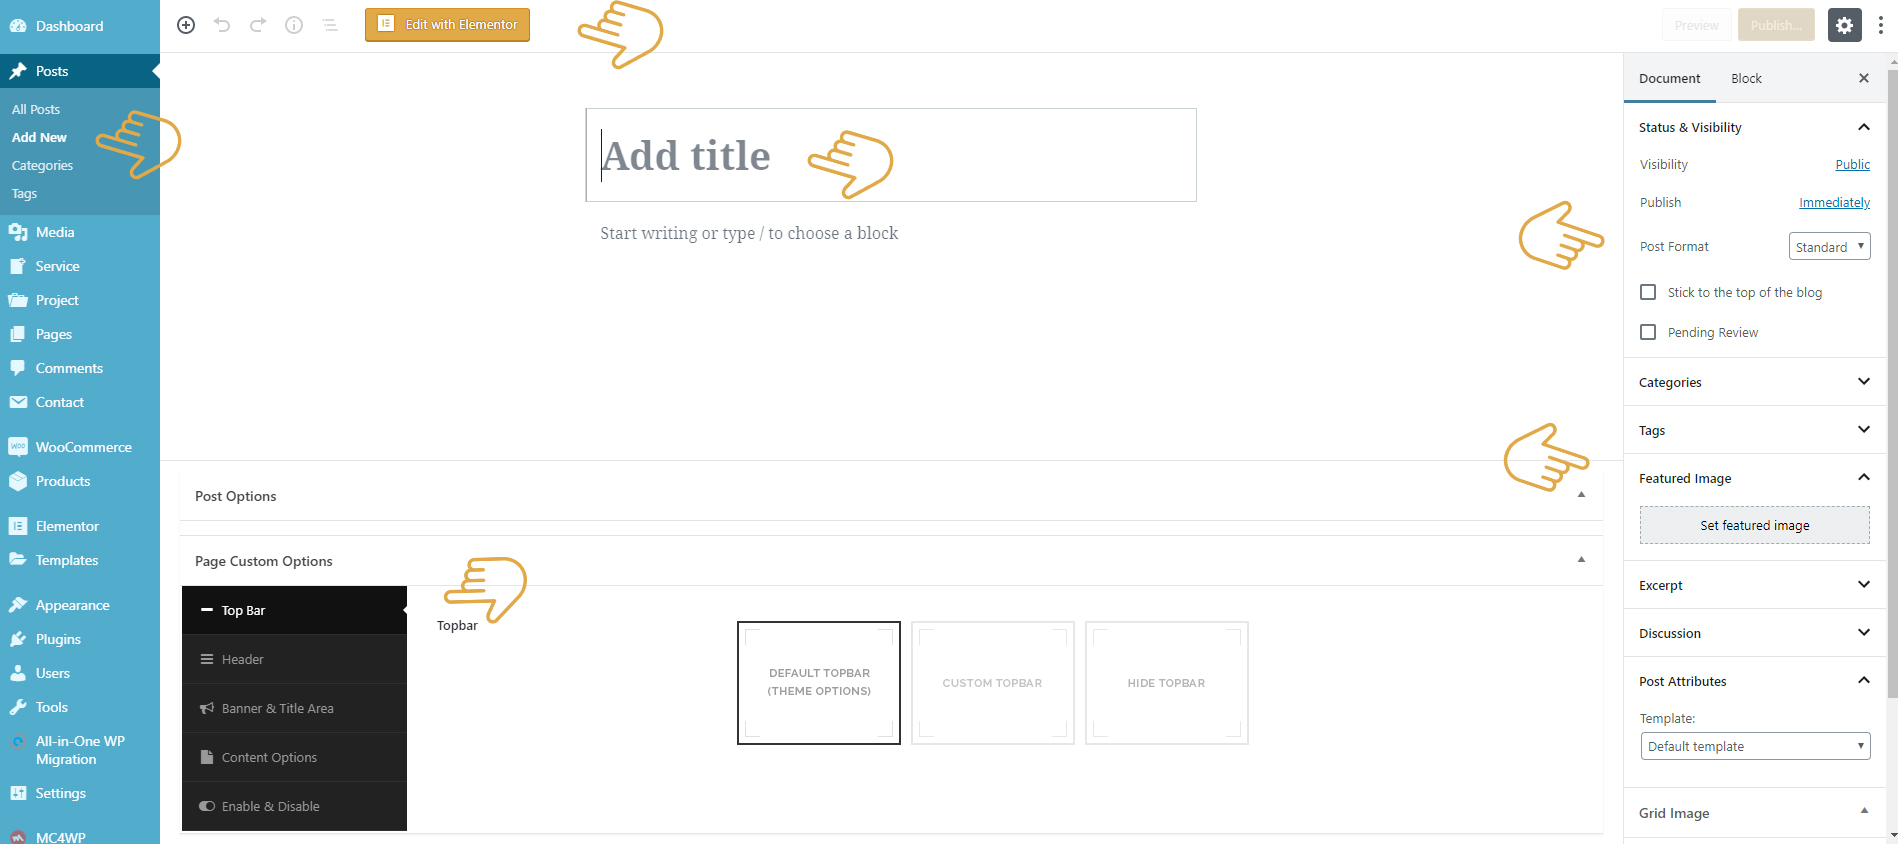 Dashboard
Posts
All Posts
Add New
Categories
Tags
Media
Service
Project
Pages
Comments
Contact
Woo WooCommerce
Products
Elementor
Templates
Appearance
Plugins
Users
Tools
All-in-One WP
Migration
Settings
MC4WP
Edit with Elementor
Preview
Publish...
Add title
Start writing or type / to choose a block
Post Options
Page Custom Options
Top Bar
Header
Banner & Title Area
Content Options
Enable & Disable
Topbar
DEFAULT TOPBAR
(THEME OPTIONS)
CUSTOM TOPBAR
HIDE TOPBAR
Document Block
Status & Visibility
Visibility Public
Publish Immediately
Post Format Standard
Stick to the top of the blog
Pending Review
Categories
Tags
Featured Image
Set featured image
Excerpt
Discussion
Post Attributes
Template:
Default template
Grid Image